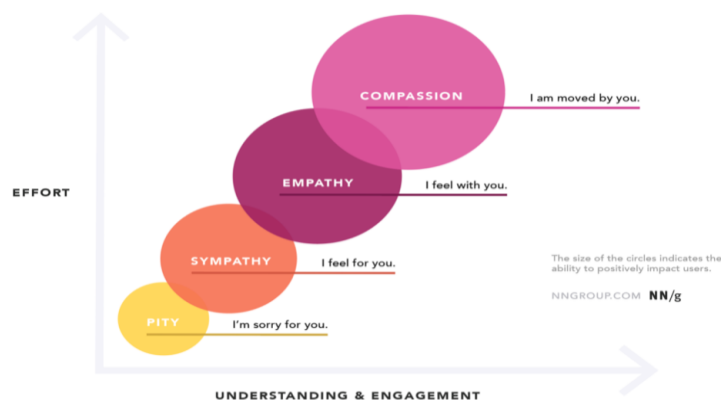 COMPASSION
I am moved by you.
EMPATHY
I feel with you.
EFFORT
SYMPATHY
I feel for you.
The size of the circles indicates the
ability to positively impact users.
NNGROUP.COM NN/g
PITY
I'm sorry for you.
UNDERSTANDING & ENGAGEMENT